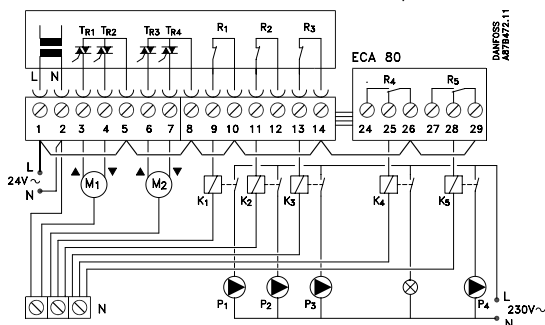 TR1 TR2 TR3 TR4 R1 R2 R3
DANFOSS
A87B472.11
L N
ECA 80
R4 R5
1 2 3 4 5 6 7 8 9 10 11 12 13 14
24 25 26 27 28 29
L
24V~
N
M1 M2
K1 K2 K3 K4 K5
N
P1 P2 P3 P4
L
230V~
N